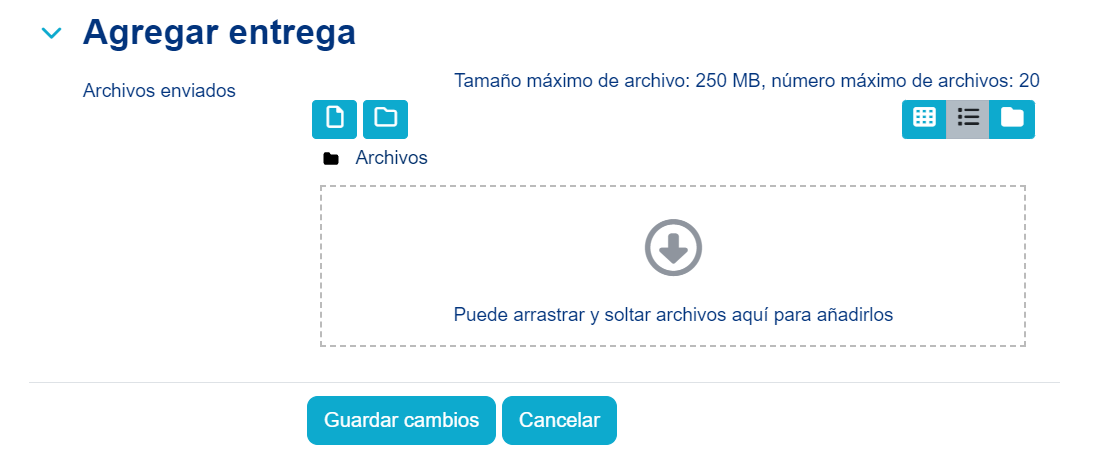 Agregar entrega
Archivos enviados
Tamaño máximo de archivo: 250 MB, número máximo de archivos: 20
Archivos
Puede arrastrar y soltar archivos aquí para añadirlos
Guardar cambios
Cancelar